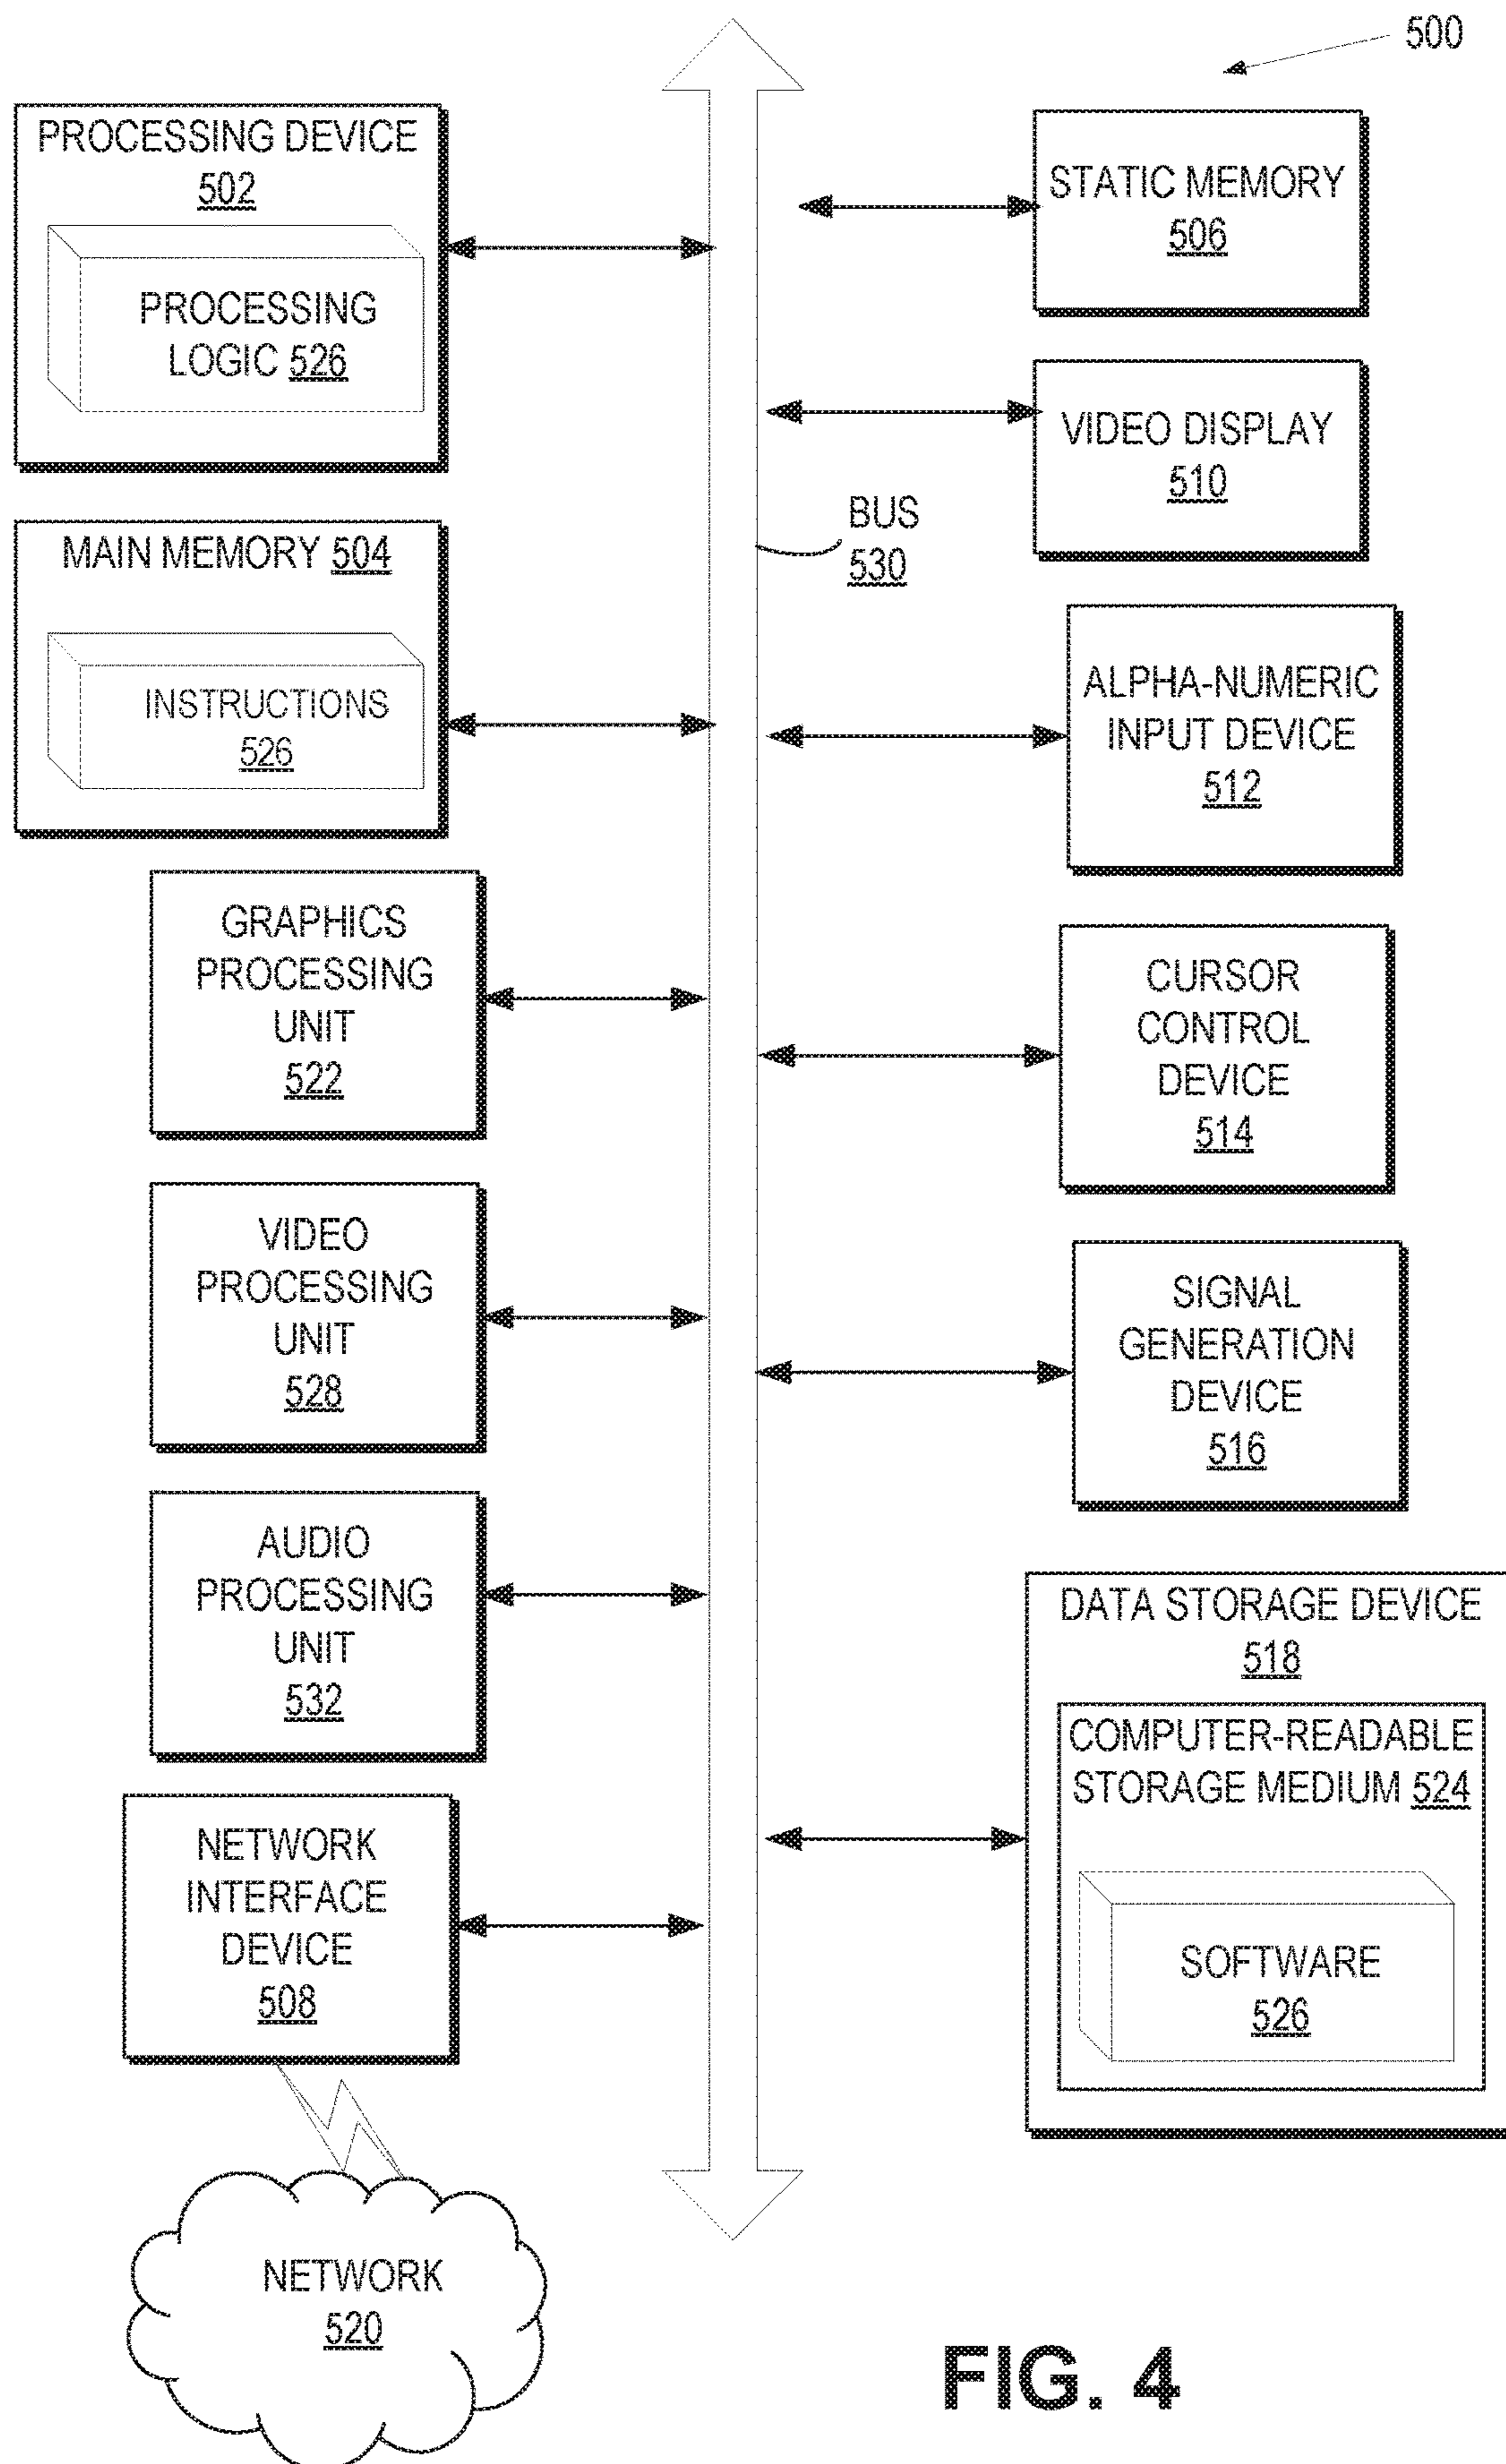 500
PROCESSING DEVICE
502
PROCESSING
LOGIC 526
MAIN MEMORY 504
INSTRUCTIONS
526
GRAPHICS
PROCESSING
UNIT
522
VIDEO
PROCESSING
UNIT
528
AUDIO
PROCESSING
UNIT
532
NETWORK
INTERFACE
DEVICE
508
NETWORK
520
BUS
530
STATIC MEMORY
506
VIDEO DISPLAY
510
ALPHA-NUMERIC
INPUT DEVICE
512
CURSOR
CONTROL
DEVICE
514
SIGNAL
GENERATION
DEVICE
516
DATA STORAGE DEVICE
518
COMPUTER-READABLE
STORAGE MEDIUM 524
SOFTWARE
526
FIG. 4